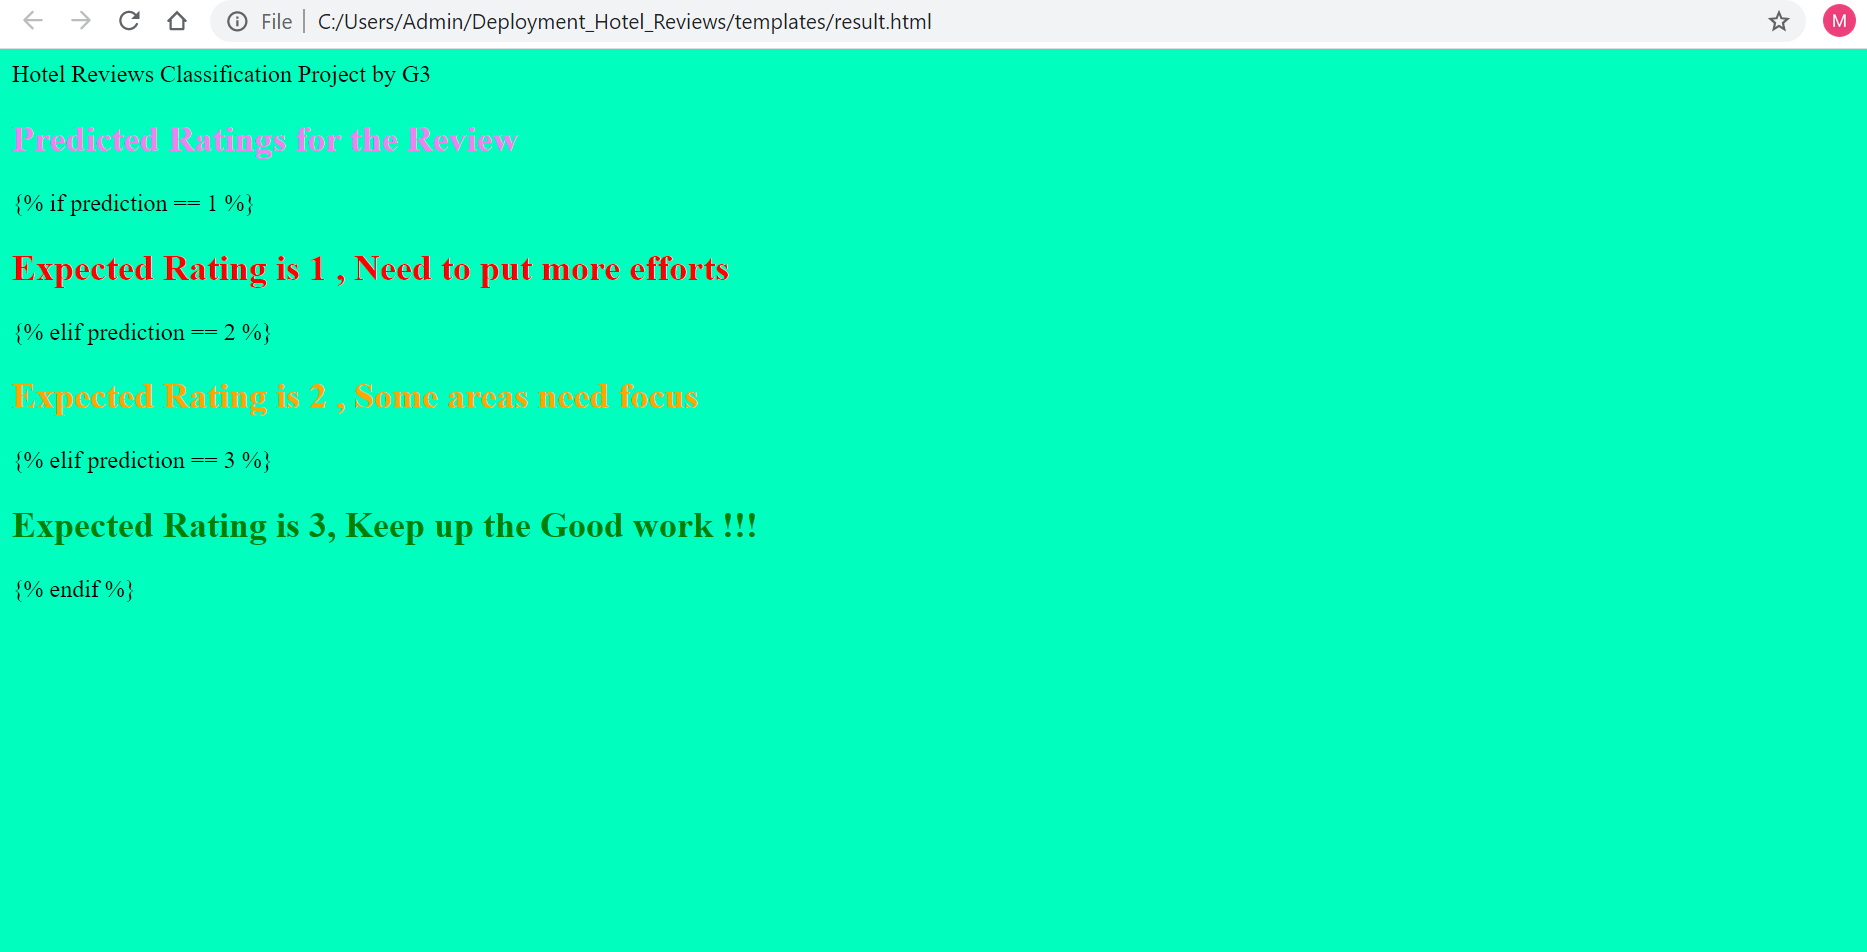 File C:/Users/Admin/Deployment_Hotel_Reviews/templates/result.html M
Hotel Reviews Classification Project by G3
Predicted Ratings for the Review
{% if prediction == 1 %}
Expected Rating is 1 , Need to put more efforts
{% elif prediction == 2 %}
Expected Rating is 2 , Some areas need focus
{% elif prediction == 3 %}
Expected Rating is 3, Keep up the Good work !!!
{% endif %}